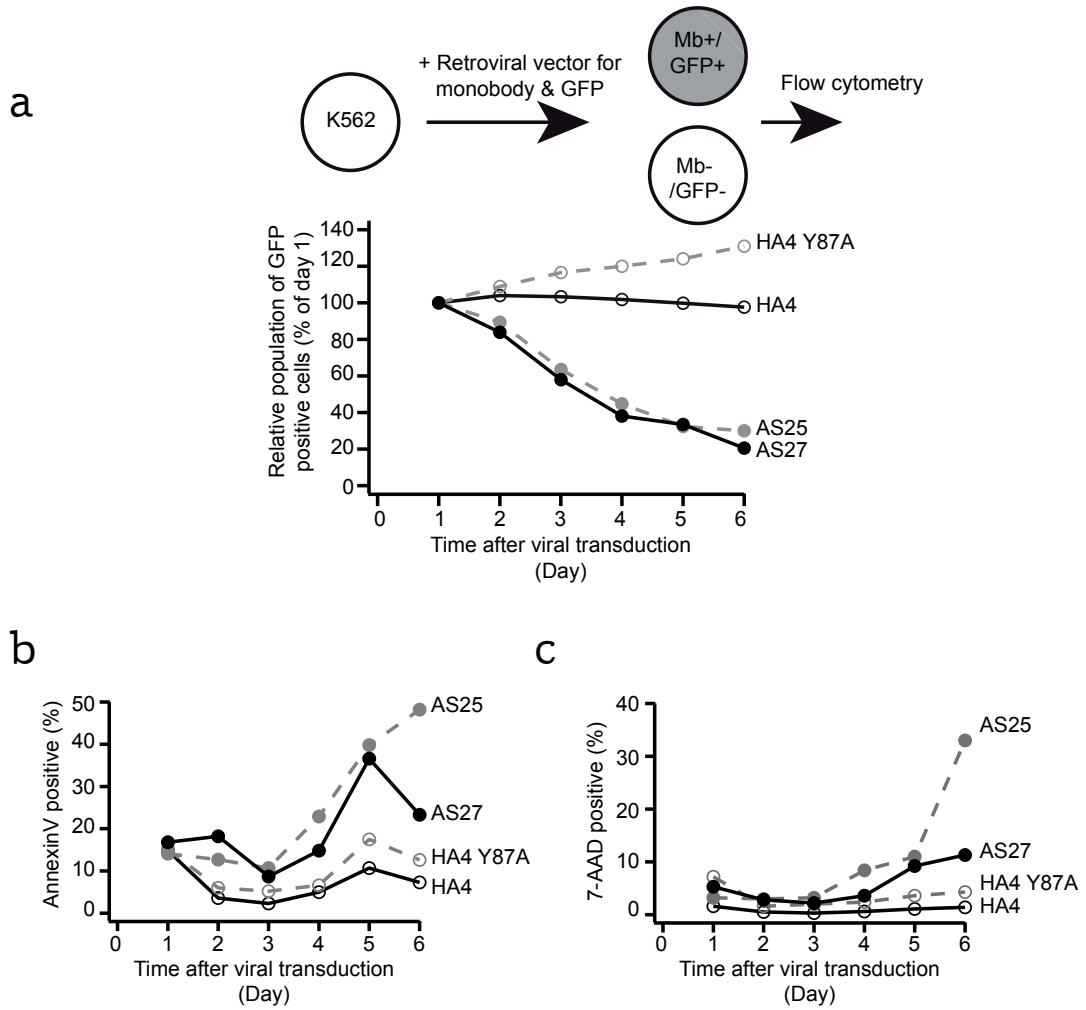 a
K562
+ Retroviral vector for
monobody & GFP
Mb+/
GFP+
Mb-
/GFP-
Flow cytometry
Relative population of GFP
positive cells (% of day 1)
140
120
100
80
60
40
20
0
HA4 Y87A
HA4
AS25
AS27
0 1 2 3 4 5 6
Time after viral transduction
(Day)
b
AnnexinV positive (%)
50
40
30
20
10
0
AS25
AS27
HA4 Y87A
HA4
0 1 2 3 4 5 6
Time after viral transduction
(Day)
c
7-AAD positive (%)
40
30
20
10
0
AS25
AS27
HA4 Y87A
HA4
0 1 2 3 4 5 6
Time after viral transduction
(Day)